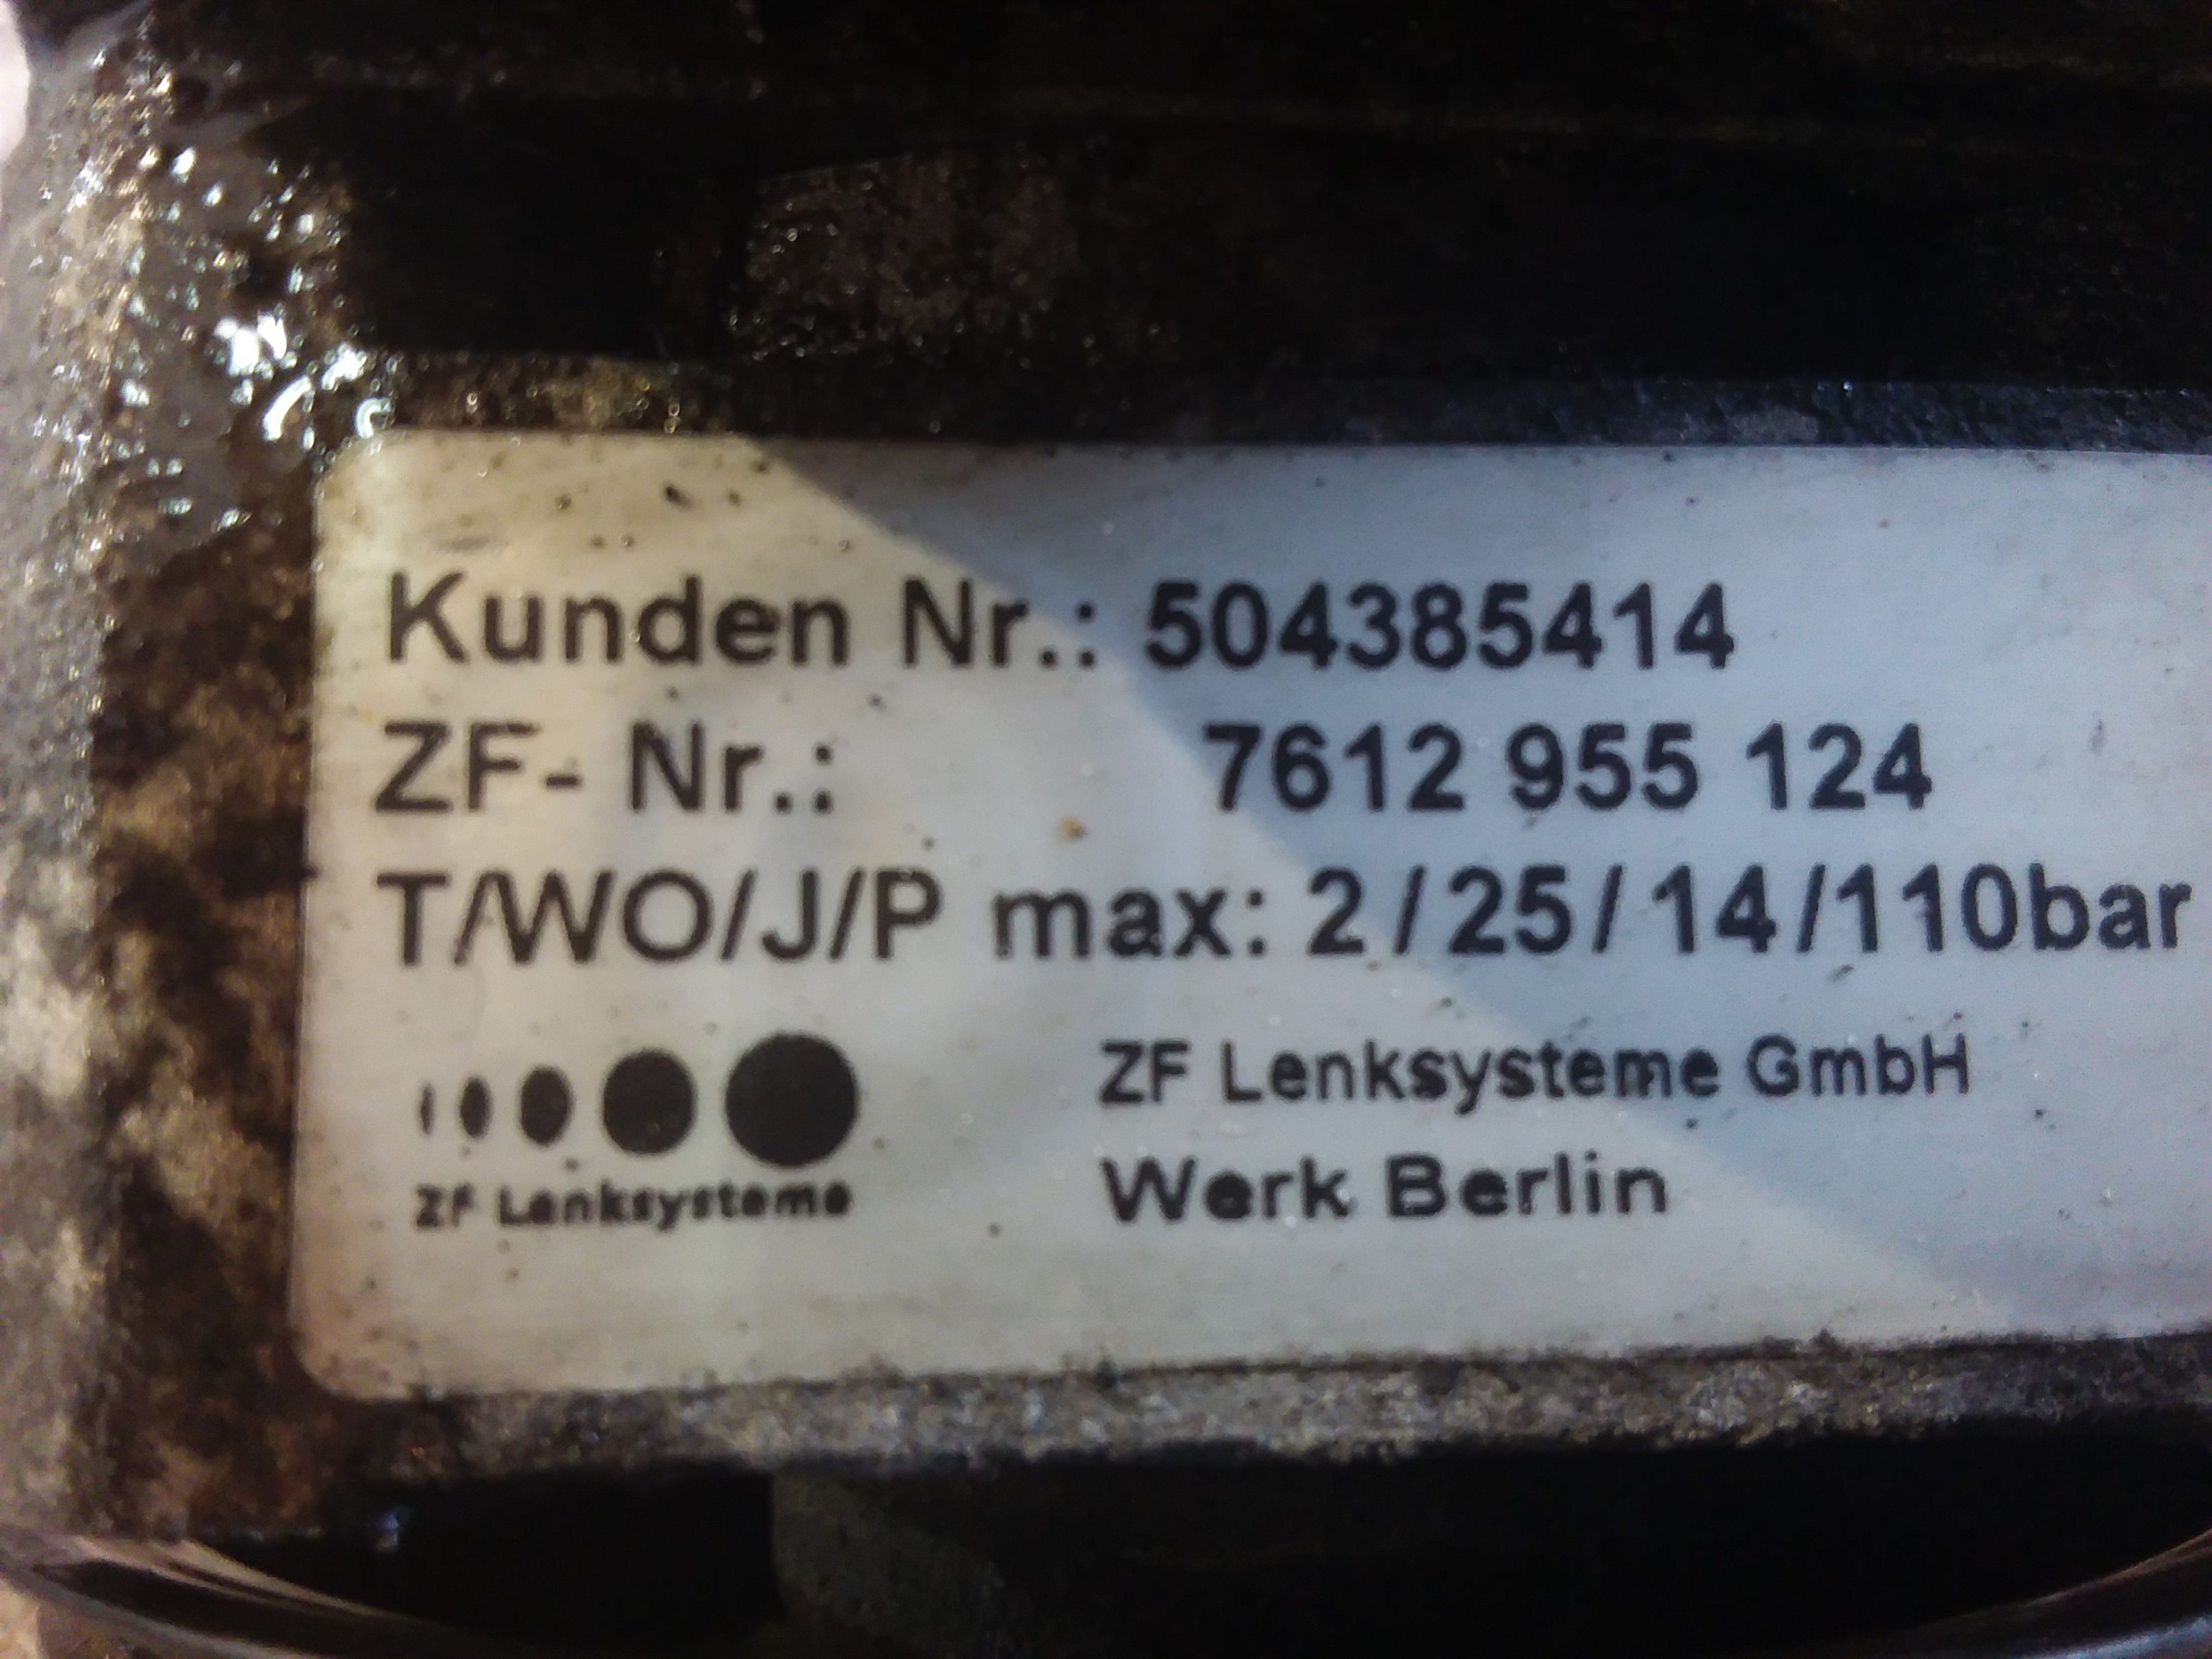 Kunden Nr.: 504385414
ZF- Nr.: 7612 955 124
T/WO/J/P max: 2/25/14/110bar
ZF Lenksysteme GmbH
Werk Berlin
ZF Lenksysteme